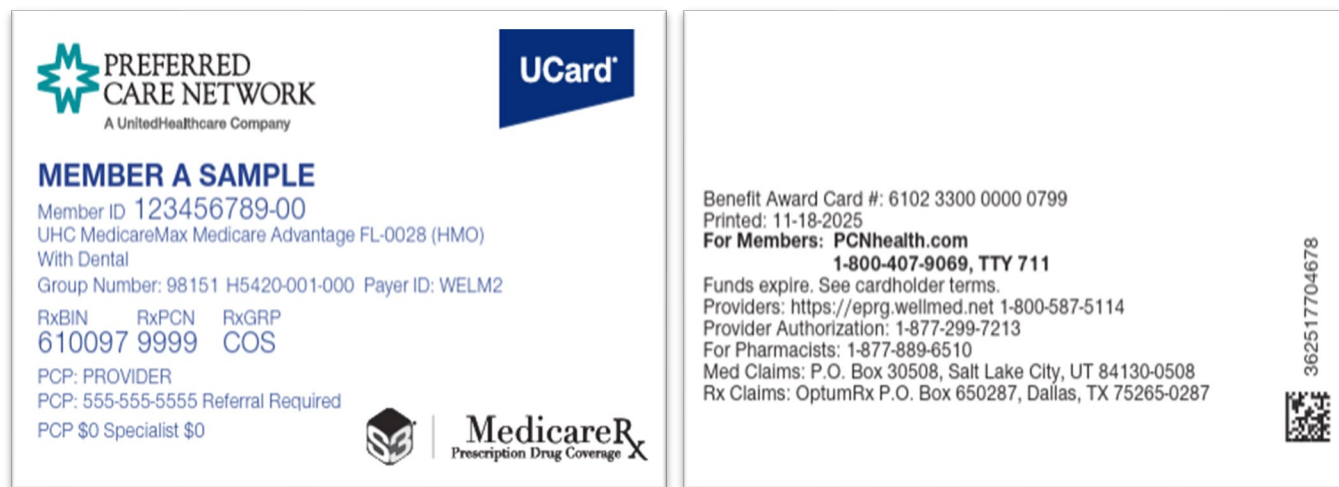 PREFERRED
CARE NETWORK
A UnitedHealthcare Company
UCard
MEMBER A SAMPLE
Member ID 123456789-00
UHC MedicareMax Medicare Advantage FL-0028 (HMO)
With Dental
Group Number: 98151 H5420-001-000 Payer ID: WELM2
RxBIN RxPCN RxGRP
610097 9999 COS
PCP: PROVIDER
PCP: 555-555-5555 Referral Required
PCP $0 Specialist $0
S3
MedicareRx
Prescription Drug Coverage
Benefit Award Card #: 6102 3300 0000 0799
Printed: 11-18-2025
For Members: PCNhealth.com
1-800-407-9069, TTY 711
Funds expire. See cardholder terms.
Providers: https://eprg.wellmed.net 1-800-587-5114
Provider Authorization: 1-877-299-7213
For Pharmacists: 1-877-889-6510
Med Claims: P.O. Box 30508, Salt Lake City, UT 84130-0508
Rx Claims: OptumRx P.O. Box 650287, Dallas, TX 75265-0287
3625177704678